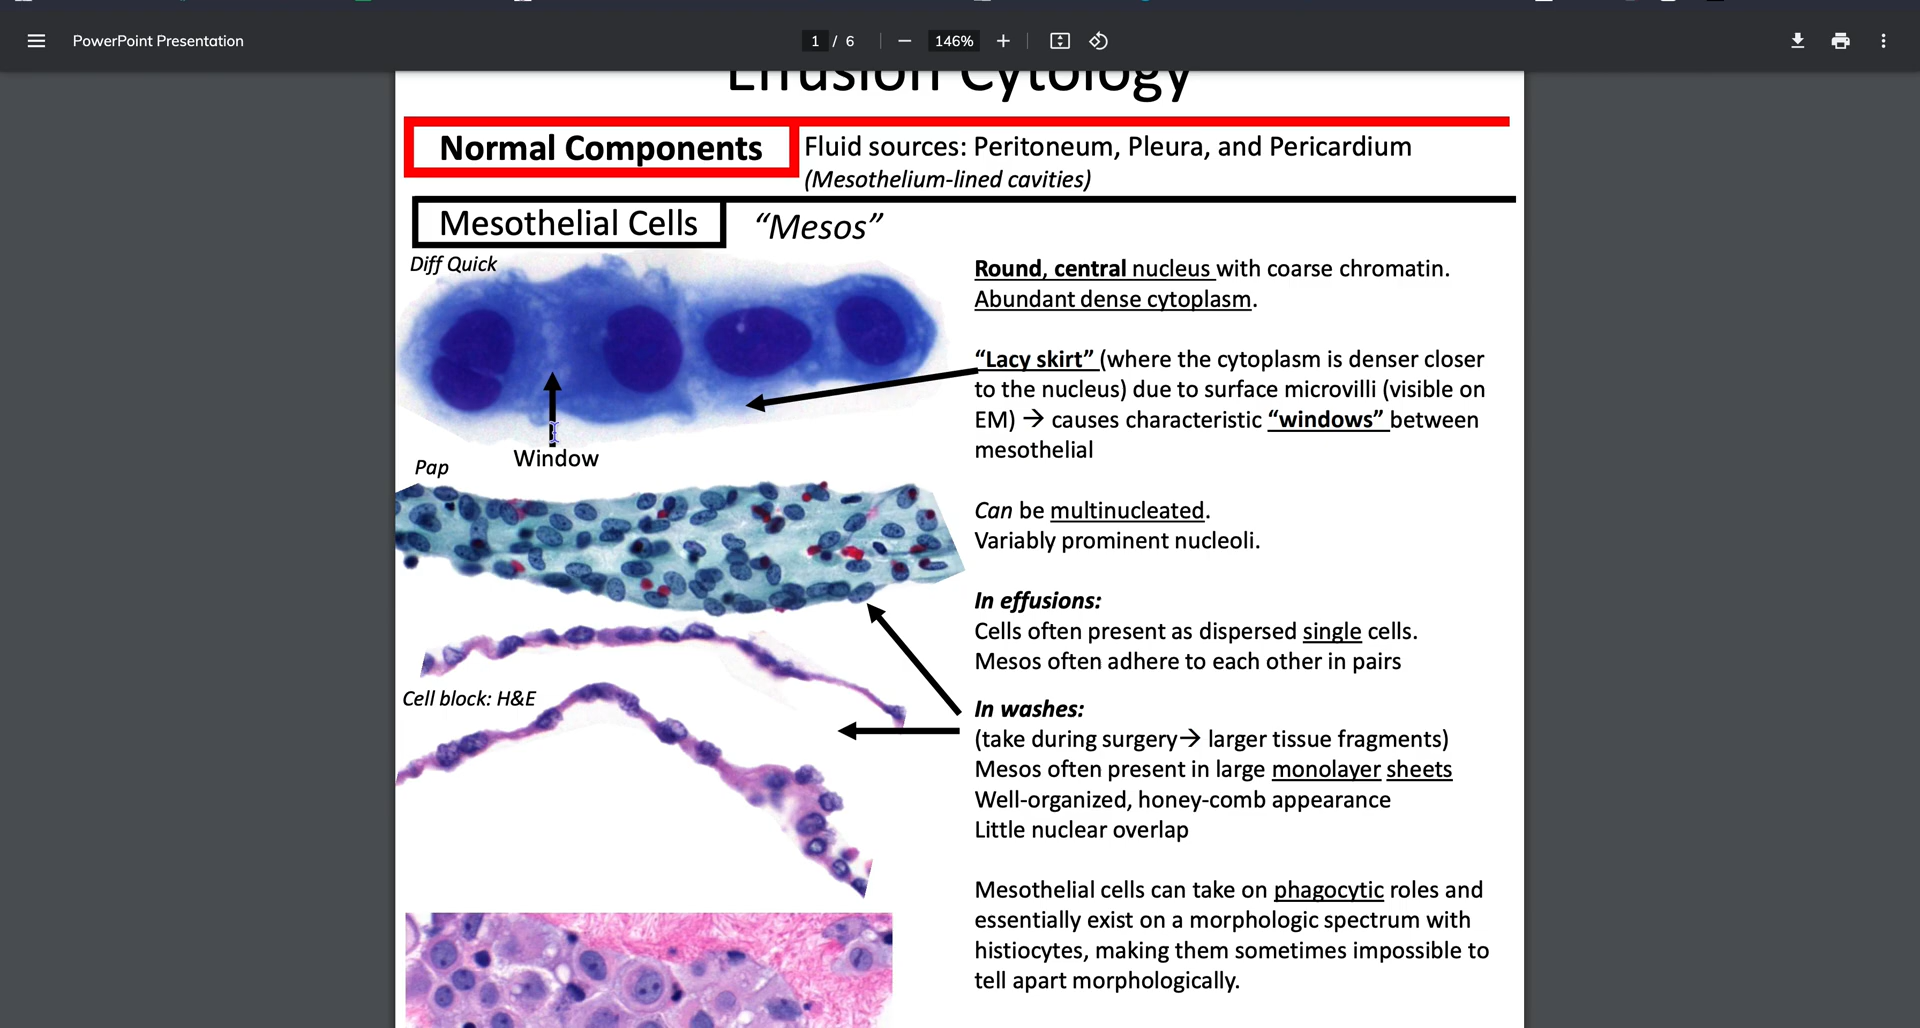 PowerPoint Presentation
1 / 6
146%
Effusion Cytology
Normal Components
Fluid sources: Peritoneum, Pleura, and Pericardium
(Mesothelium-lined cavities)
Mesothelial Cells
“Mesos”
Diff Quick
Window
Pap
Cell block: H&E
Round, central nucleus with coarse chromatin.
Abundant dense cytoplasm.
“Lacy skirt” (where the cytoplasm is denser closer
to the nucleus) due to surface microvilli (visible on
EM) → causes characteristic “windows” between
mesothelial
Can be multinucleated.
Variably prominent nucleoli.
In effusions:
Cells often present as dispersed single cells.
Mesos often adhere to each other in pairs
In washes:
(take during surgery→ larger tissue fragments)
Mesos often present in large monolayer sheets
Well-organized, honey-comb appearance
Little nuclear overlap
Mesothelial cells can take on phagocytic roles and
essentially exist on a morphologic spectrum with
histiocytes, making them sometimes impossible to
tell apart morphologically.